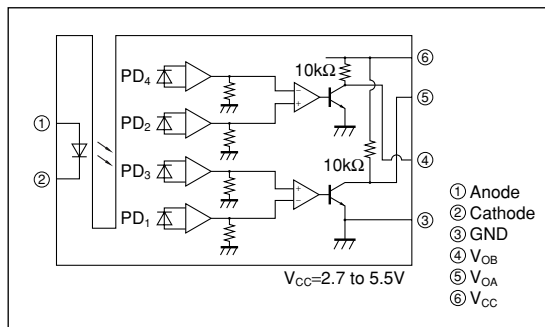 PD4
PD2
PD3
PD1
10kΩ
10kΩ
− +
+ −
①
②
⑥
⑤
④
③
VCC=2.7 to 5.5V
① Anode
② Cathode
③ GND
④ VOB
⑤ VOA
⑥ VCC